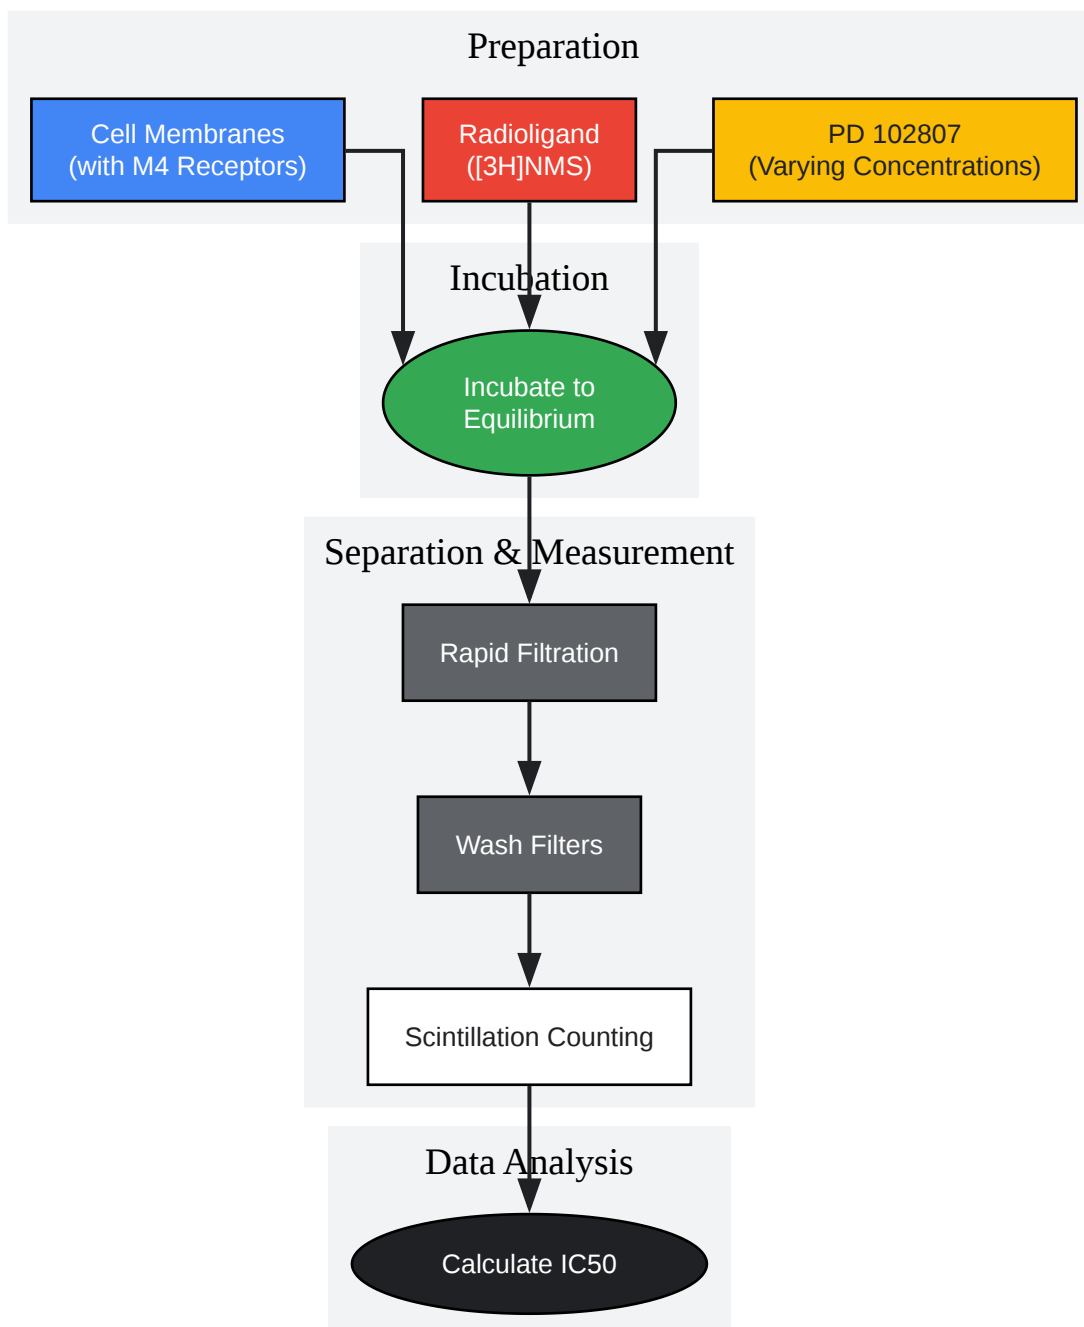 Preparation
Cell Membranes
(with M4 Receptors)
Radioligand
([3H]NMS)
PD 102807
(Varying Concentrations)
Incubation
Incubate to
Equilibrium
Separation & Measurement
Rapid Filtration
Wash Filters
Scintillation Counting
Data Analysis
Calculate IC50